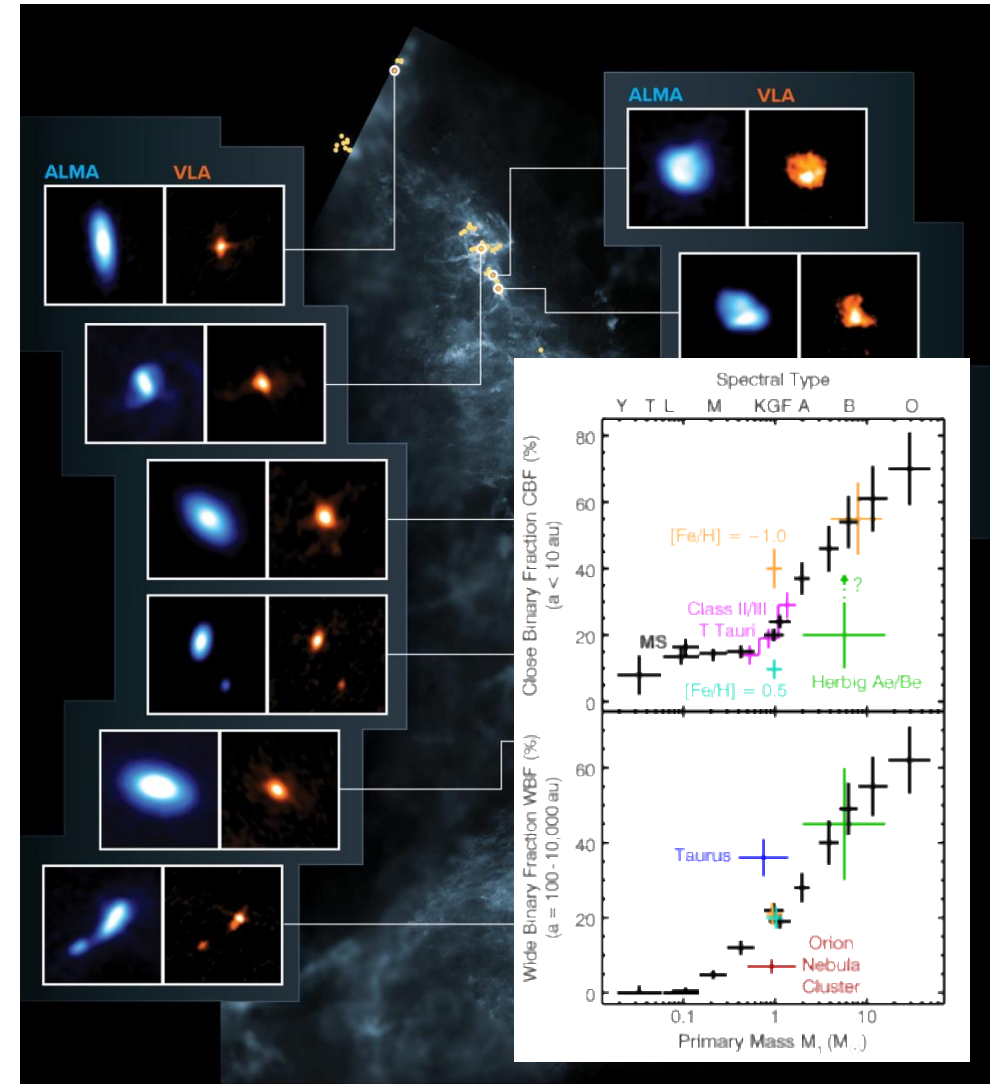 ALMA VLA
ALMA VLA
Spectral Type
Y T L M K G F A B O
Close Binary Fraction CBF (%)
(a < 10 au)
80
60
40
20
0
[Fe/H] = −1.0
Class II/III
T Tauri
MS
[Fe/H] = 0.5
?
Herbig Ae/Be
Wide Binary Fraction WBF (%)
(a = 100-10,000 au)
60
40
20
0
Taurus
Orion
Nebula
Cluster
0.1 1 10
Primary Mass M₁ (M☉)